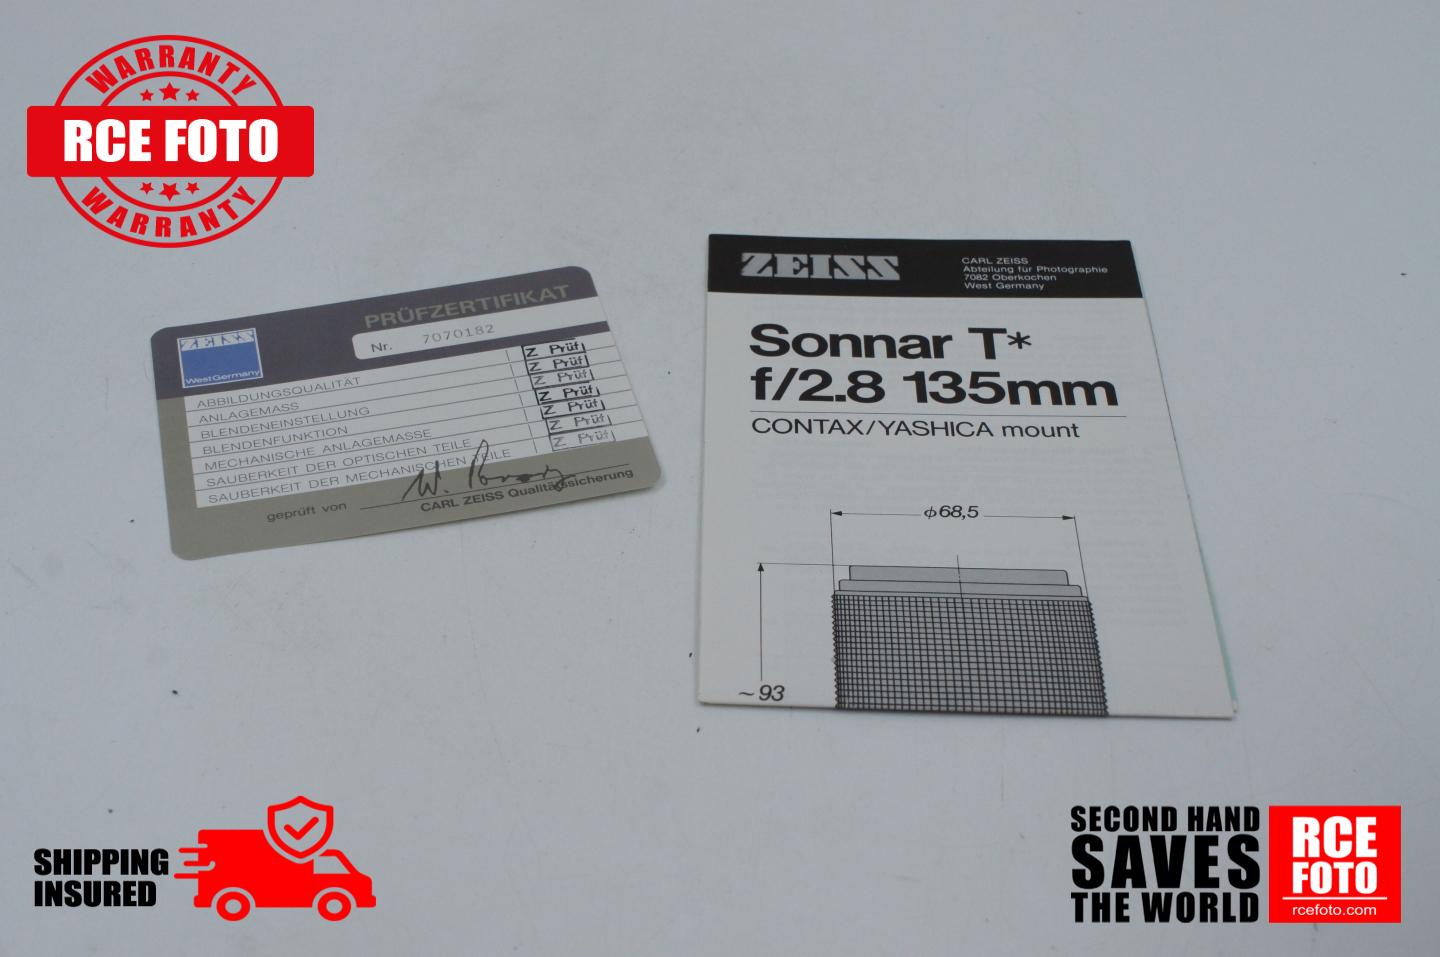 WARRANTY
RCE FOTO
WARRANTY
PRÜFZERTIFIKAT
ZEISS
West Germany
Nr. 7070182
ABBILDUNGSQUALITÄT Z Prüf
ANLAGEMASS Z Prüf
BLENDENEINSTELLUNG Z Prüf
BLENDENFUNKTION Z Prüf
MECHANISCHE ANLAGEMASSE Z Prüf
SAUBERKEIT DER OPTISCHEN TEILE Z Prüf
SAUBERKEIT DER MECHANISCHEN TEILE Z Prüf
geprüft von
CARL ZEISS Qualitätssicherung
ZEISS
CARL ZEISS
Abteilung für Photographie
7082 Oberkochen
West Germany
Sonnar T*
f/2.8 135mm
CONTAX/YASHICA mount
ϕ68,5
~93
SHIPPING
INSURED
SECOND HAND
SAVES
THE WORLD
RCE
FOTO
rcefoto.com